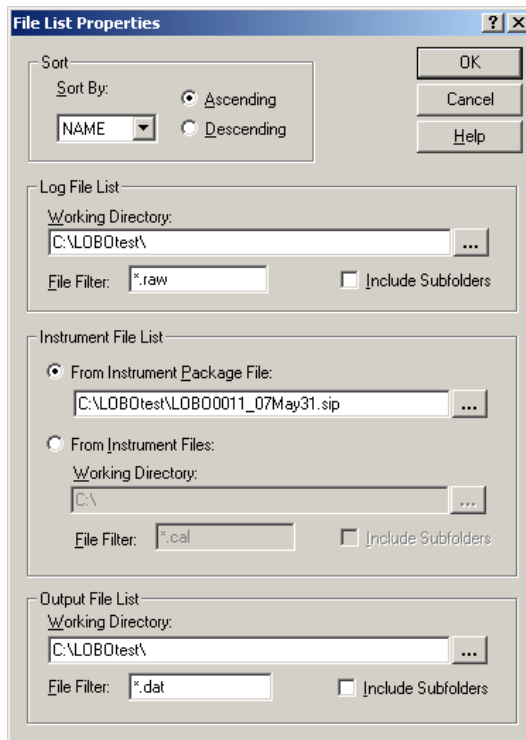 File List Properties
Sort
Sort By:
NAME
Ascending
Descending
OK
Cancel
Help
Log File List
Working Directory:
C:\LOBOtest\
...
File Filter:
*.raw
Include Subfolders
Instrument File List
From Instrument Package File:
C:\LOBOtest\LOBO0011_07May31.sip
...
From Instrument Files:
Working Directory:
C:\
...
File Filter:
*.cal
Include Subfolders
Output File List
Working Directory:
C:\LOBOtest\
...
File Filter:
*.dat
Include Subfolders